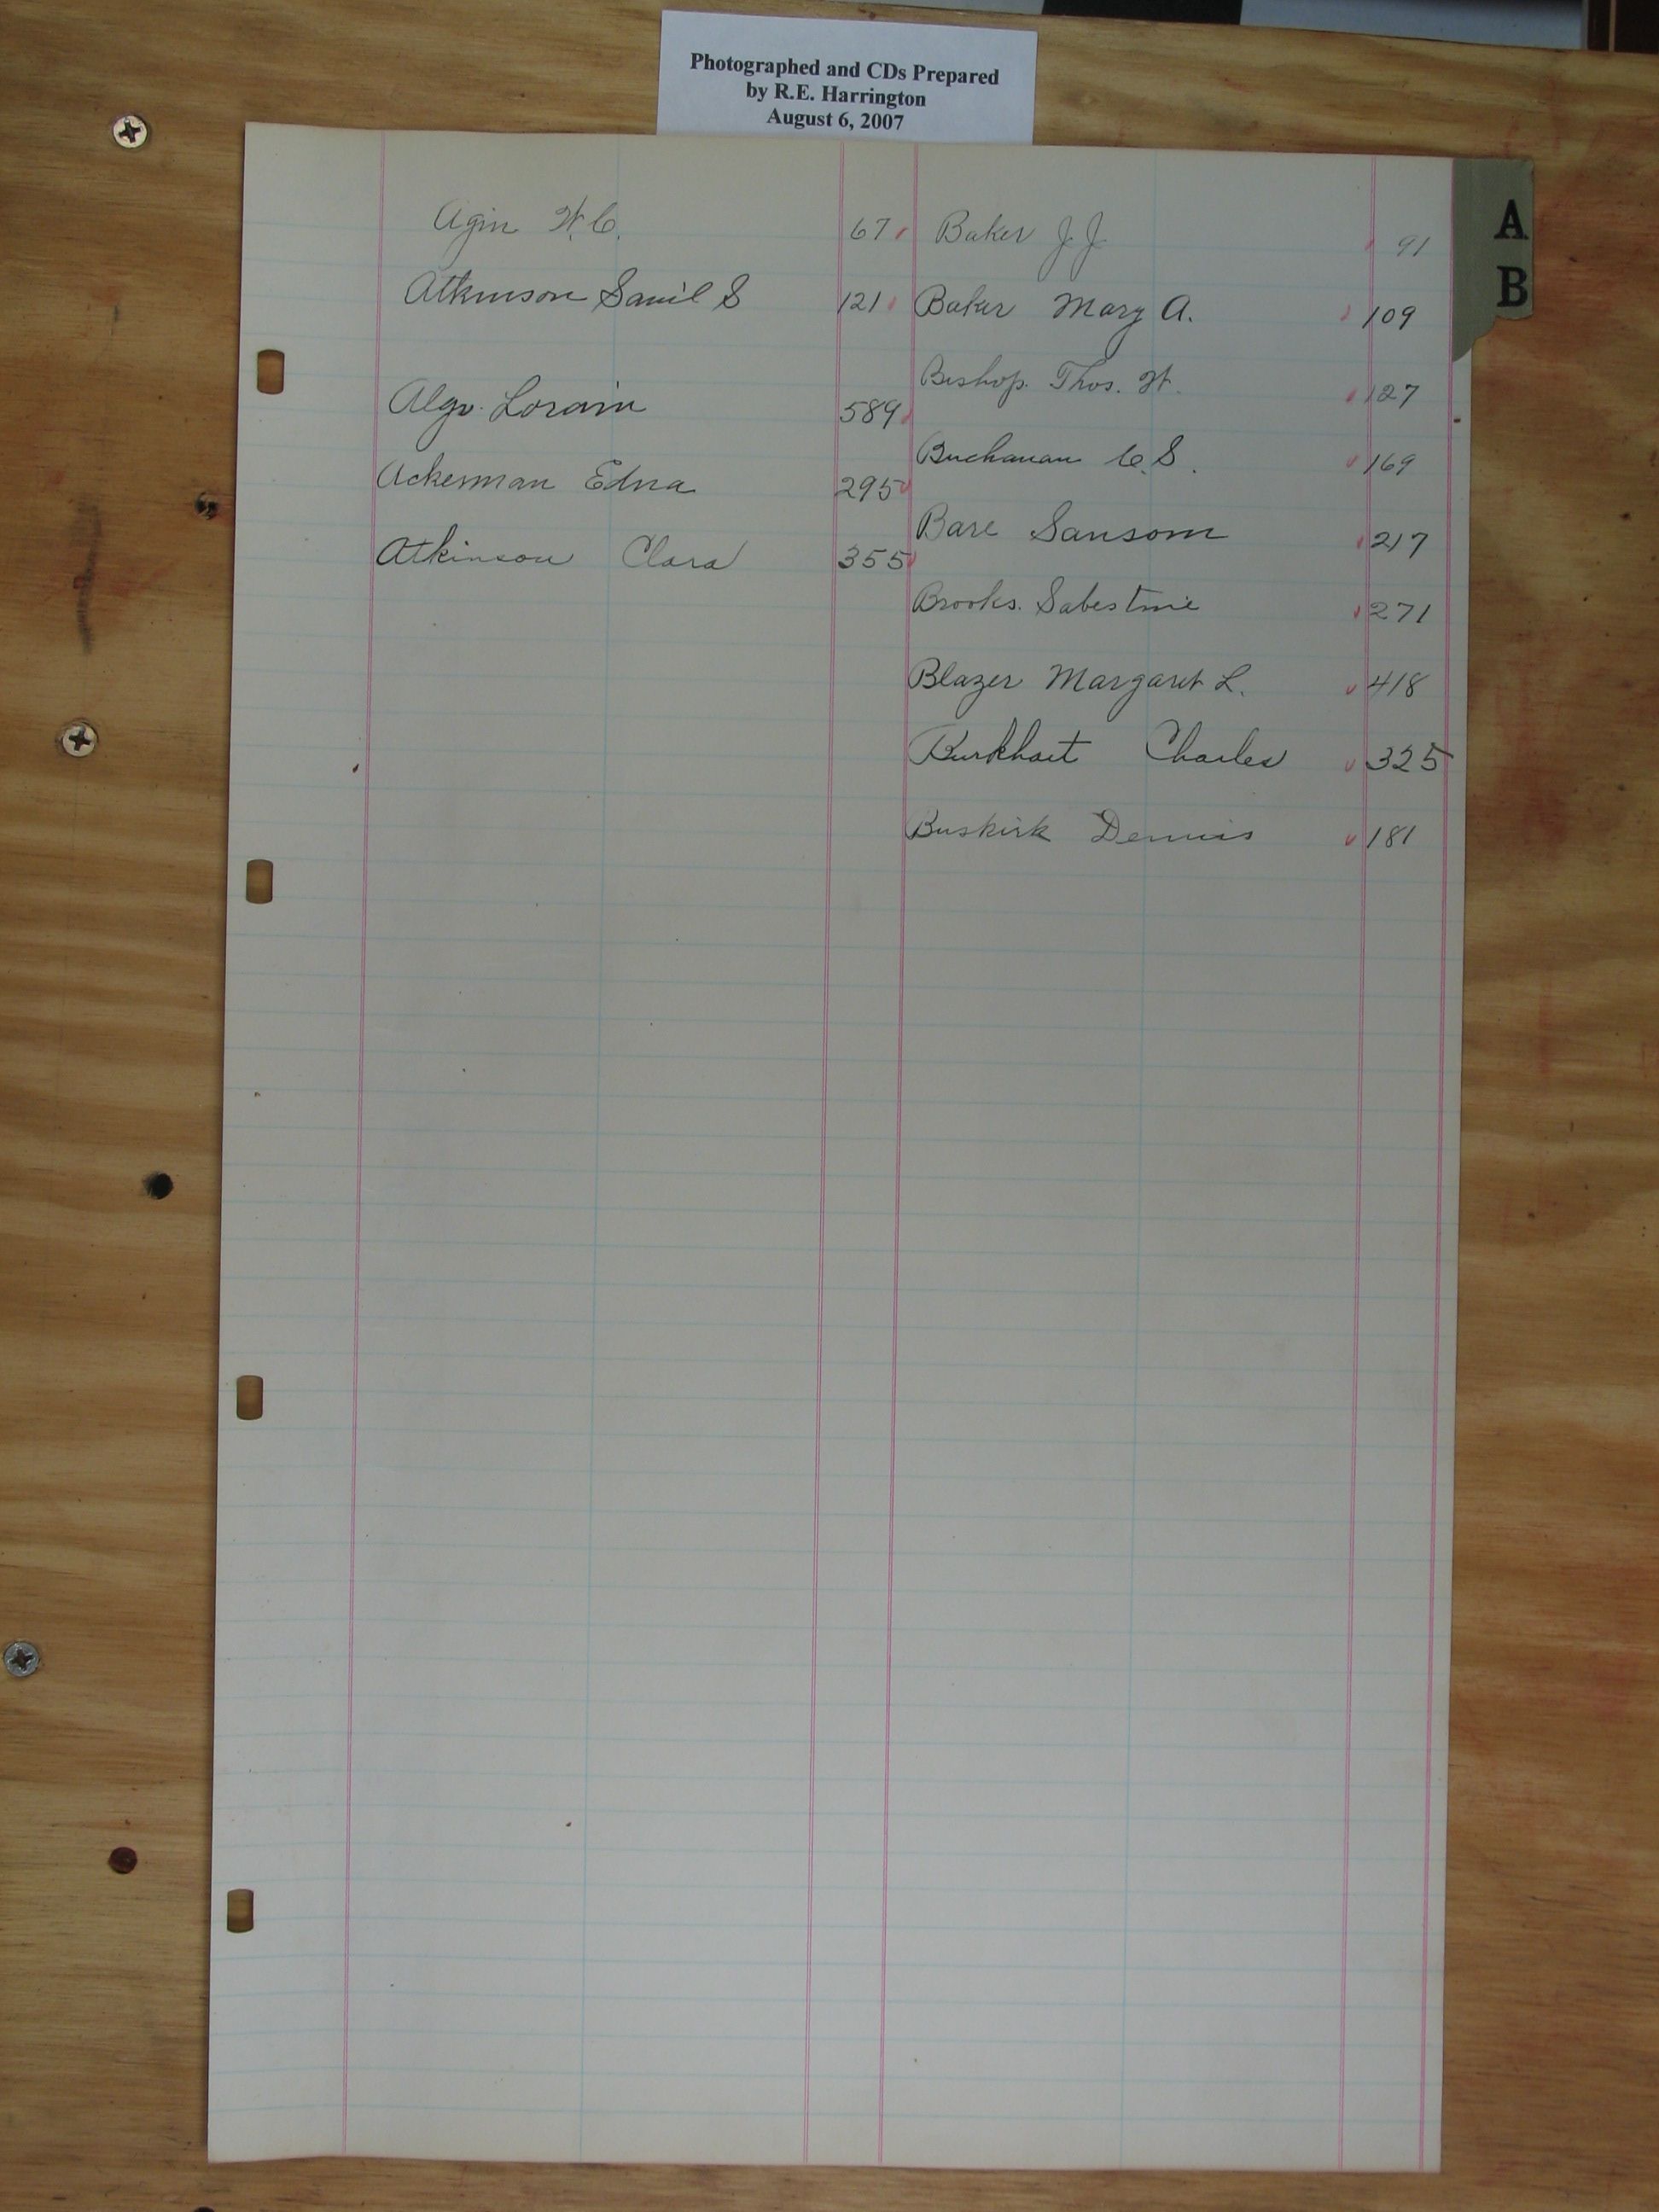 Photographed and CDs Prepared
by R.E. Harrington
August 6, 2007
A
B
Agin W.C. 67
Atkinson Sam'l S 121
Algo Lorain 589
Ackerman Edna 295
Atkinson Clara 355
Baker J.J. 91
Baker Mary A. 109
Bishop Thos. W. 127
Buchanan C.S. 169
Bare Sansom 217
Brooks. 271
Blazer Margaret L. 418
Burkhart Charles 325
Buskirk Dennis 181